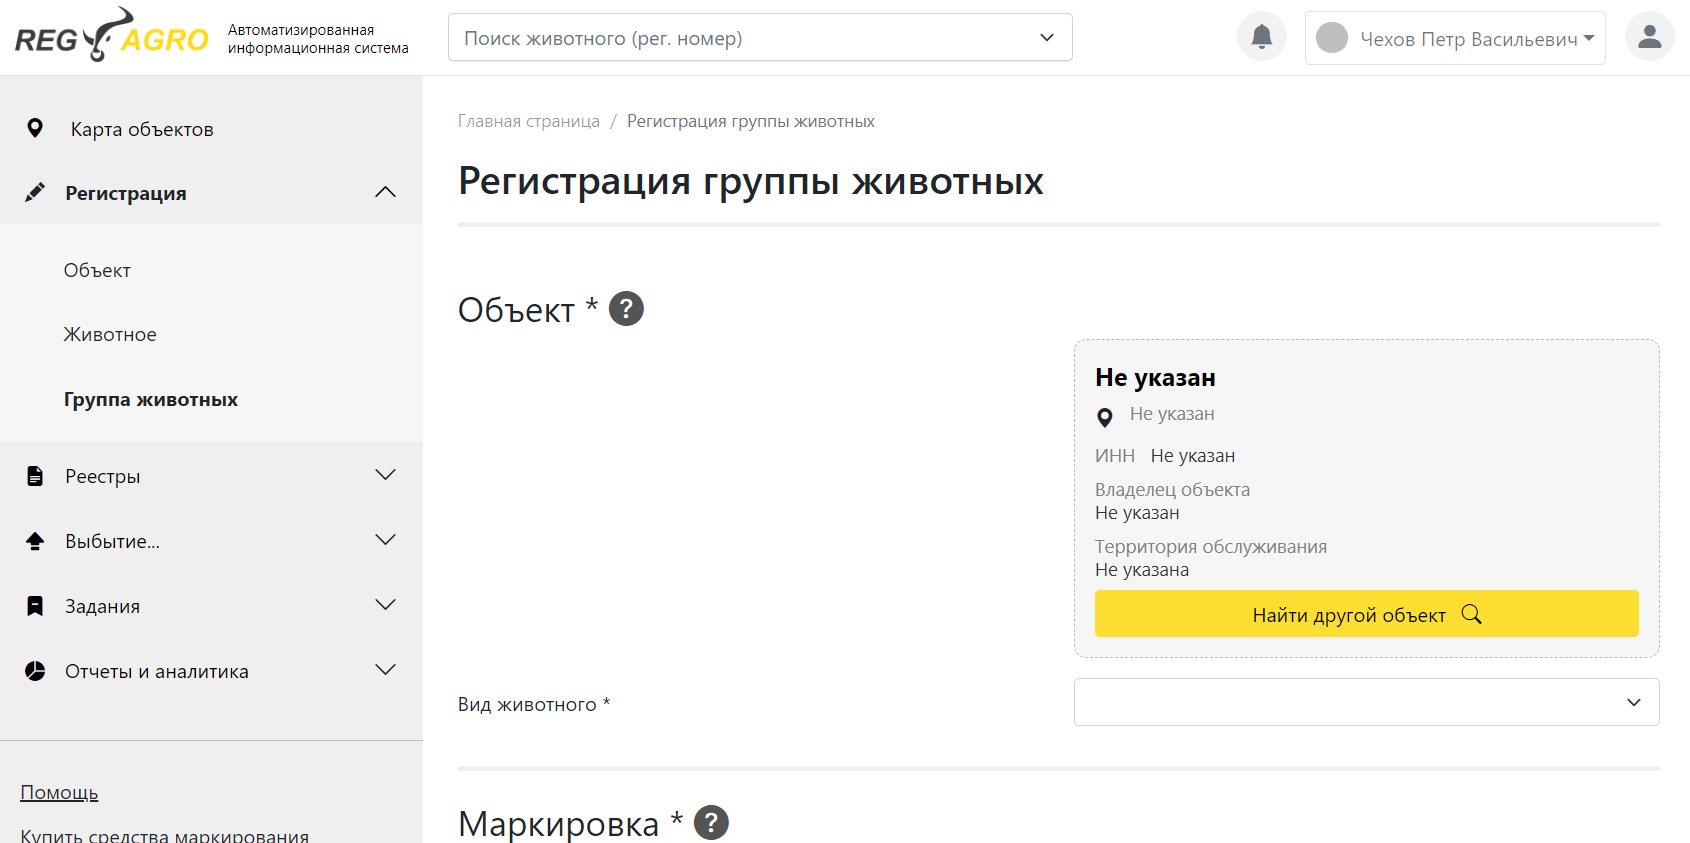 REG AGRO
Автоматизированная
информационная система
Поиск животного (рег. номер)
Чехов Петр Васильевич
Карта объектов
Регистрация
Объект
Животное
Группа животных
Реестры
Выбытие...
Задания
Отчеты и аналитика
Помощь
Купить средства маркирования
Главная страница / Регистрация группы животных
Регистрация группы животных
Объект * ?
Не указан
Не указан
ИНН Не указан
Владелец объекта
Не указан
Территория обслуживания
Не указана
Найти другой объект
Вид животного *
Маркировка * ?